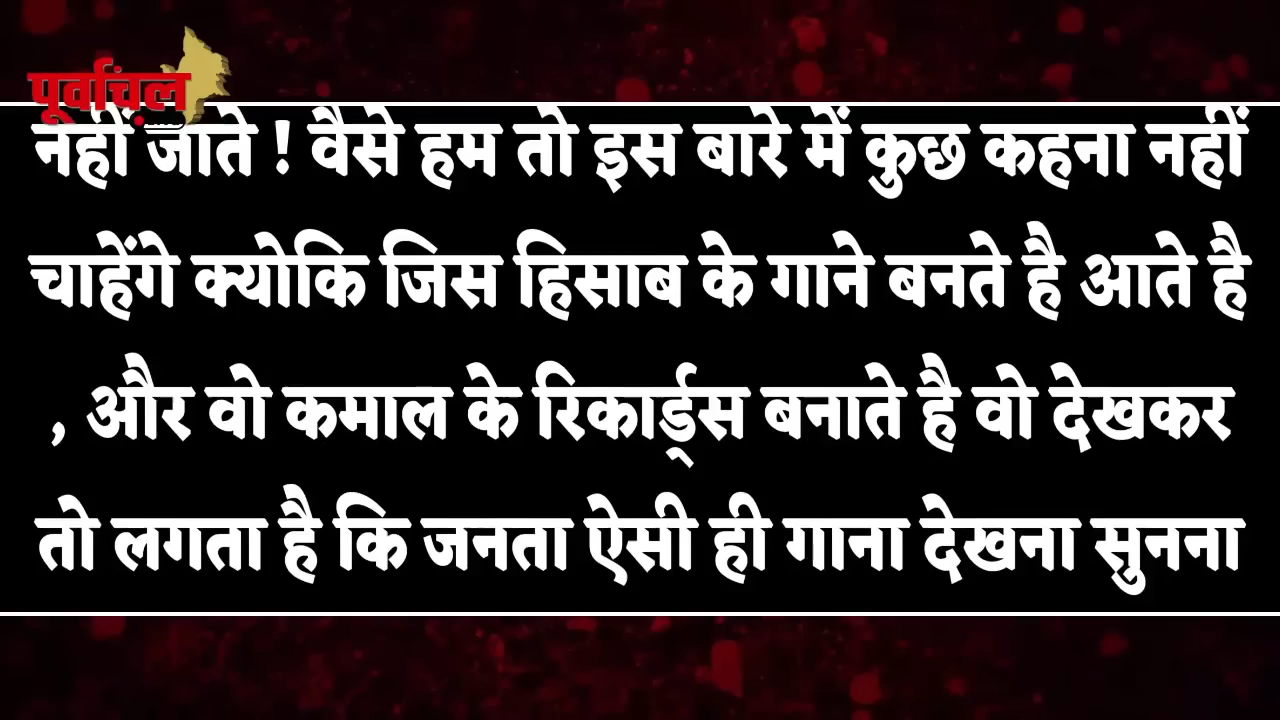 पूर्वांचल
नहीं जाते ! वैसे हम तो इस बारे में कुछ कहना नहीं
चाहेंगे क्योकि जिस हिसाब के गाने बनते है आते है
, और वो कमाल के रिकार्ड्स बनाते है वो देखकर
तो लगता है कि जनता ऐसी ही गाना देखना सुनना